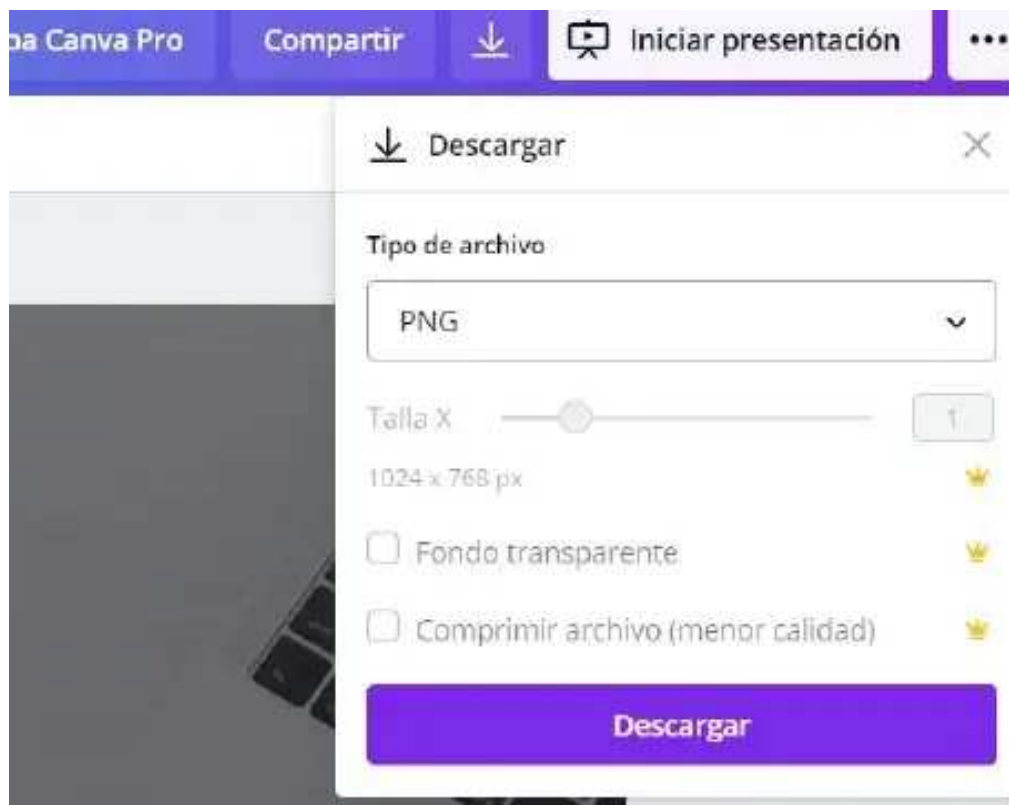 Canva Pro
Compartir
Iniciar presentación
Descargar
Tipo de archivo
PNG
Talla X
1
1024 x 768 px
Fondo transparente
Comprimir archivo (menor calidad)
Descargar